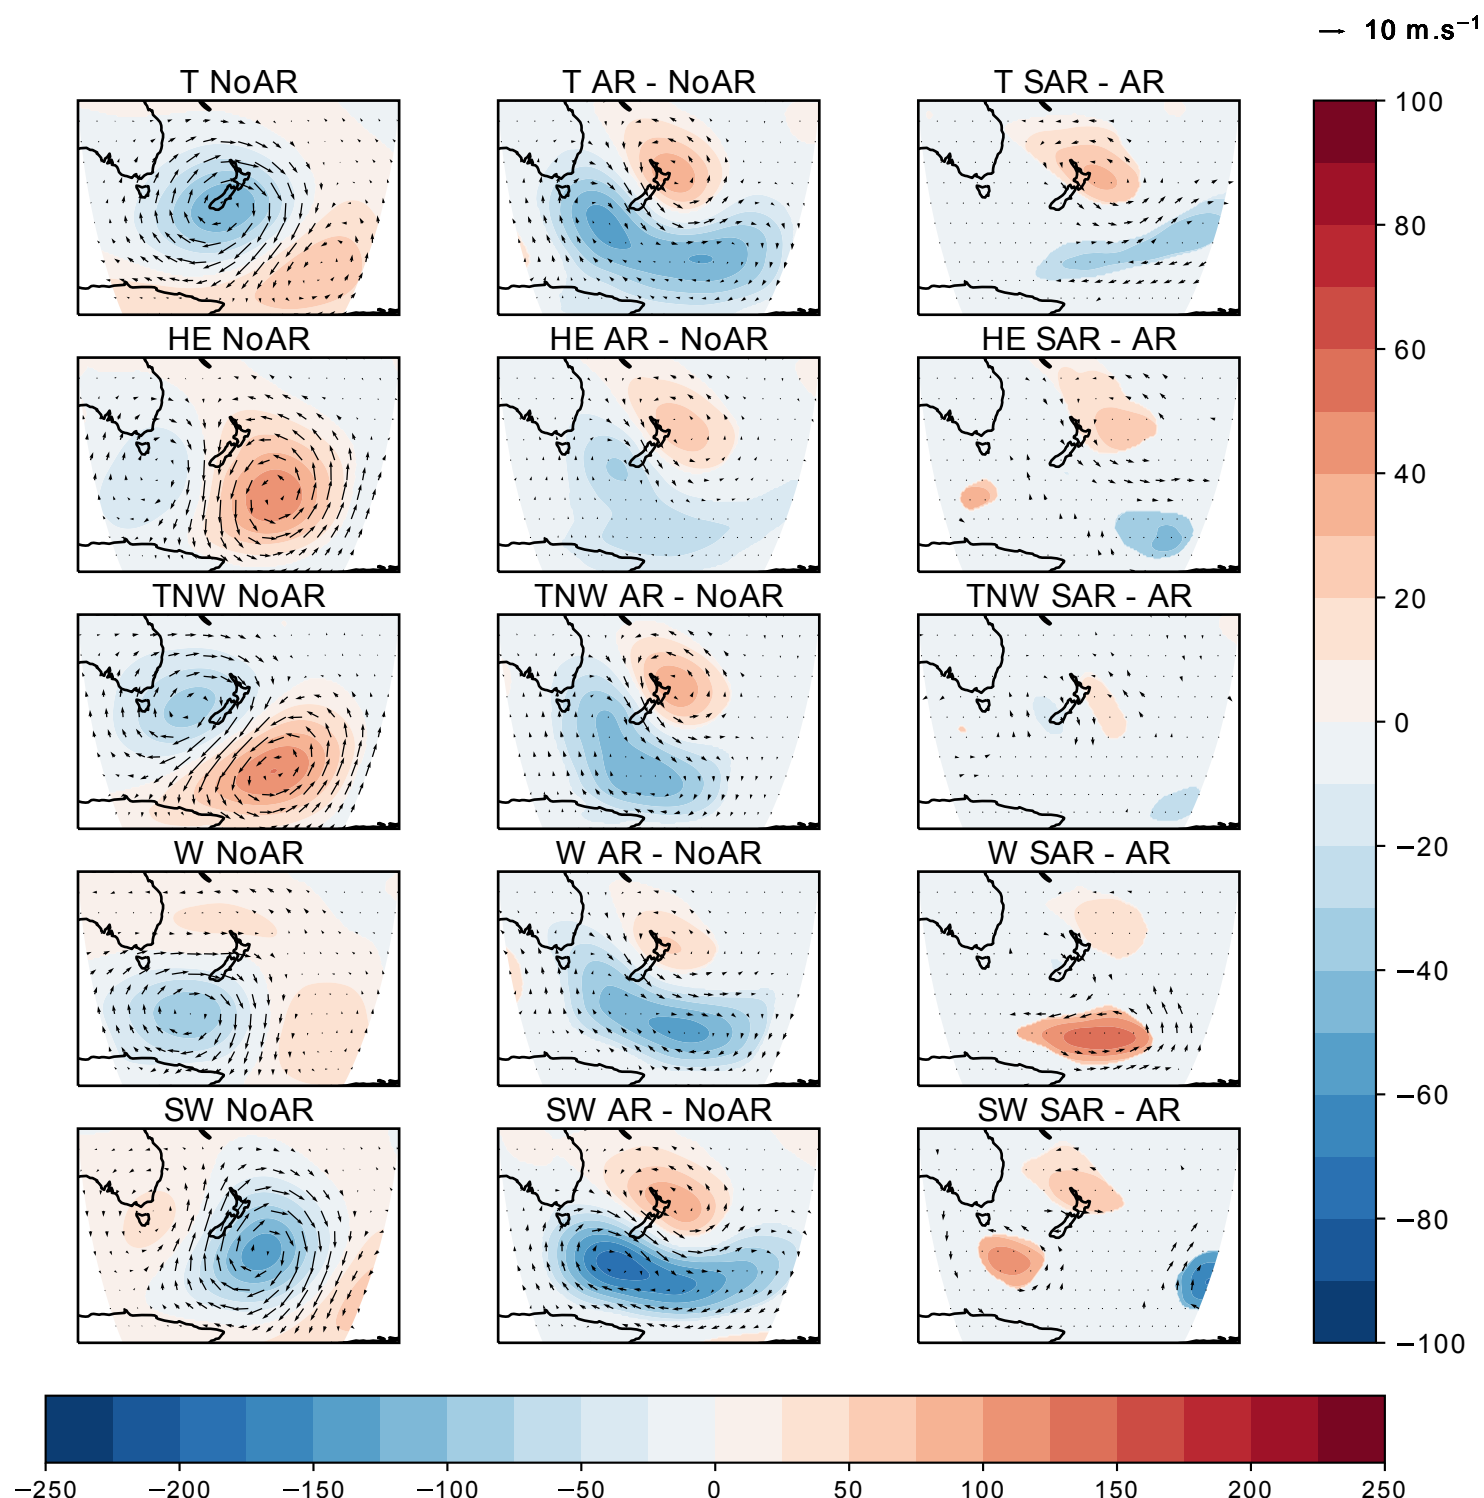 10 m.s⁻¹
T NoAR
T AR - NoAR
T SAR - AR
HE NoAR
HE AR - NoAR
HE SAR - AR
TNW NoAR
TNW AR - NoAR
TNW SAR - AR
W NoAR
W AR - NoAR
W SAR - AR
SW NoAR
SW AR - NoAR
SW SAR - AR
100
80
60
40
20
0
−20
−40
−60
−80
−100
−250 −200 −150 −100 −50 0 50 100 150 200 250